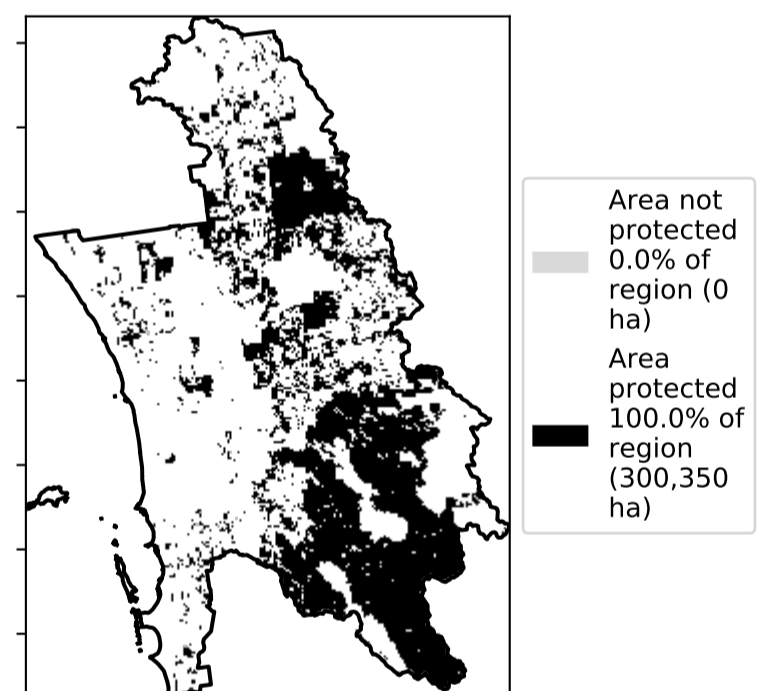 Area not
protected
0.0% of
region (0
ha)
Area
protected
100.0% of
region
(300,350
ha)